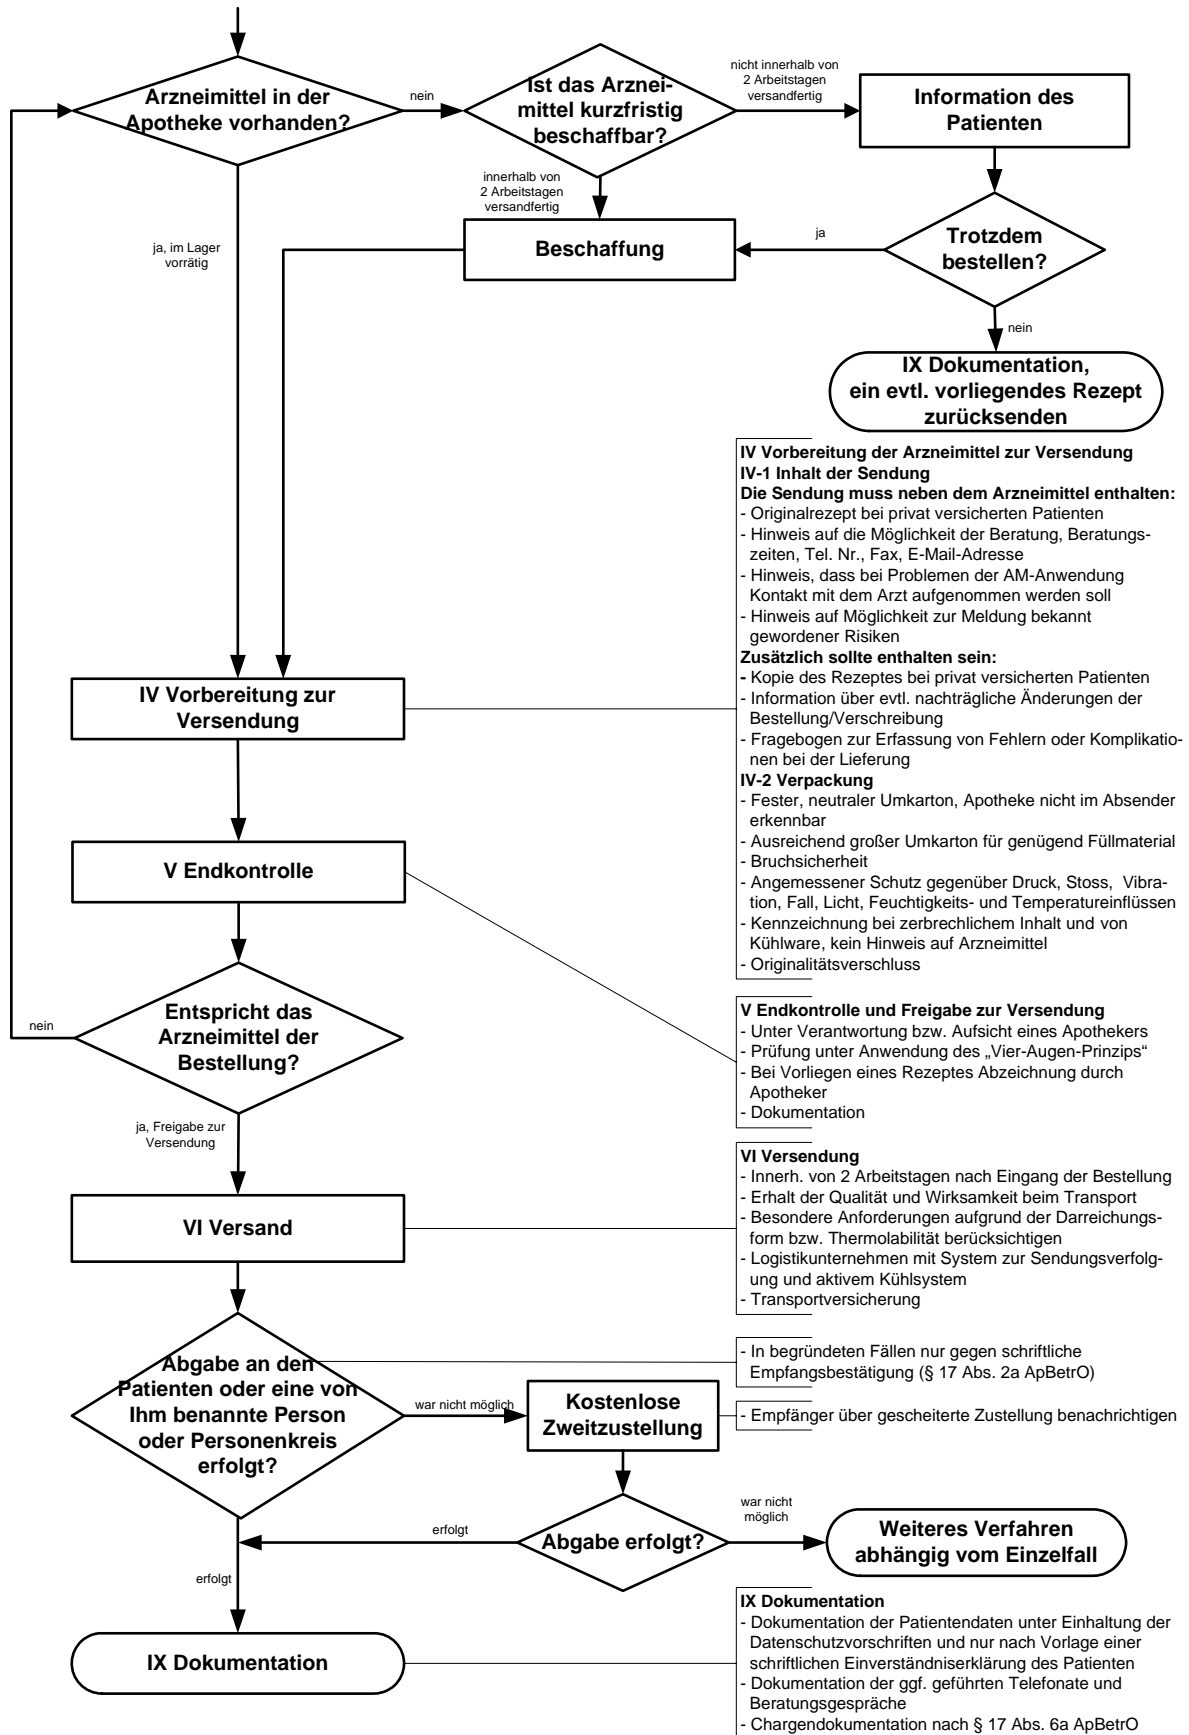 Arzneimittel in der
Apotheke vorhanden?
nein
Ist das Arznei-
mittel kurzfristig
beschaffbar?
nicht innerhalb von
2 Arbeitstagen
versandfertig
Information des
Patienten
innerhalb von
2 Arbeitstagen
versandfertig
ja, im Lager
vorrätig
Beschaffung
ja
Trotzdem
bestellen?
nein
IX Dokumentation,
ein evtl. vorliegendes Rezept
zurücksenden
IV Vorbereitung der Arzneimittel zur Versendung
IV-1 Inhalt der Sendung
Die Sendung muss neben dem Arzneimittel enthalten:
- Originalrezept bei privat versicherten Patienten
- Hinweis auf die Möglichkeit der Beratung, Beratungs-
zeiten, Tel. Nr., Fax, E-Mail-Adresse
- Hinweis, dass bei Problemen der AM-Anwendung
Kontakt mit dem Arzt aufgenommen werden soll
- Hinweis auf Möglichkeit zur Meldung bekannt
gewordener Risiken
Zusätzlich sollte enthalten sein:
- Kopie des Rezeptes bei privat versicherten Patienten
- Information über evtl. nachträgliche Änderungen der
Bestellung/Verschreibung
- Fragebogen zur Erfassung von Fehlern oder Komplikatio-
nen bei der Lieferung
IV-2 Verpackung
- Fester, neutraler Umkarton, Apotheke nicht im Absender
erkennbar
- Ausreichend großer Umkarton für genügend Füllmaterial
- Bruchsicherheit
- Angemessener Schutz gegenüber Druck, Stoss, Vibra-
tion, Fall, Licht, Feuchtigkeits- und Temperatureinflüssen
- Kennzeichnung bei zerbrechlichem Inhalt und von
Kühlware, kein Hinweis auf Arzneimittel
- Originalitätsverschluss
IV Vorbereitung zur
Versendung
V Endkontrolle
Entspricht das
Arzneimittel der
Bestellung?
nein
V Endkontrolle und Freigabe zur Versendung
- Unter Verantwortung bzw. Aufsicht eines Apothekers
- Prüfung unter Anwendung des „Vier-Augen-Prinzips“
- Bei Vorliegen eines Rezeptes Abzeichnung durch
Apotheker
- Dokumentation
ja, Freigabe zur
Versendung
VI Versand
VI Versendung
- Innerh. von 2 Arbeitstagen nach Eingang der Bestellung
- Erhalt der Qualität und Wirksamkeit beim Transport
- Besondere Anforderungen aufgrund der Darreichungs-
form bzw. Thermolabilität berücksichtigen
- Logistikunternehmen mit System zur Sendungsverfolg-
ung und aktivem Kühlsystem
- Transportversicherung
Abgabe an den
Patienten oder eine von
Ihm benannte Person
oder Personenkreis
erfolgt?
- In begründeten Fällen nur gegen schriftliche
Empfangsbestätigung (§ 17 Abs. 2a ApBetrO)
war nicht möglich
Kostenlose
Zweitzustellung
- Empfänger über gescheiterte Zustellung benachrichtigen
erfolgt
Abgabe erfolgt?
war nicht
möglich
Weiteres Verfahren
abhängig vom Einzelfall
erfolgt
IX Dokumentation
IX Dokumentation
- Dokumentation der Patientendaten unter Einhaltung der
Datenschutzvorschriften und nur nach Vorlage einer
schriftlichen Einverständniserklärung des Patienten
- Dokumentation der ggf. geführten Telefonate und
Beratungsgespräche
- Chargendokumentation nach § 17 Abs. 6a ApBetrO